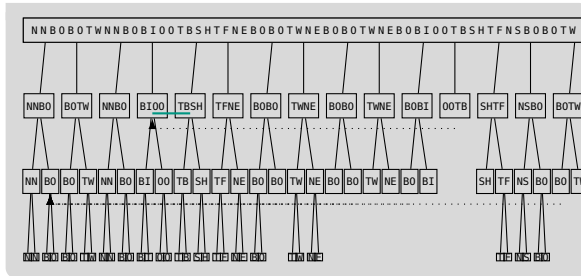 NNBOBOTWNNBOBIOOTBSHTFNEBOBOTWNEBOBOTWNEBOBIOOTBSHTFNSBOBOTW
NNBO BOTW NNBO BIOO TBSH TFNE BOBO TWNE BOBO TWNE BOBI OOTB SHTF NSBO BOTW
NN BO BO TW NN BO BI OO TB SH TF NE BO BO TW NE BO BO TW NE BO BI SH TF NS BO BO